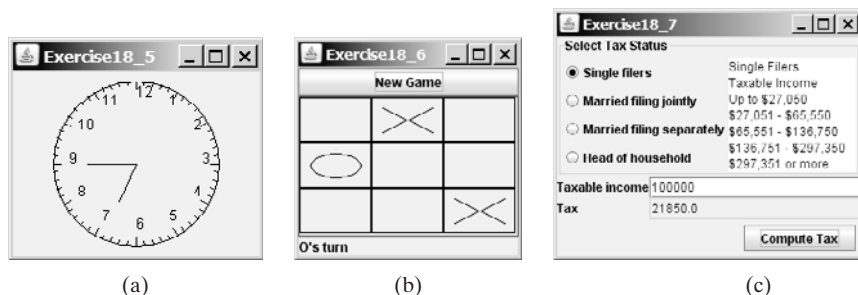 Exercise18_5
12
11
1
10
2
9
3
8
4
7
5
6
(a)
Exercise18_6
New Game
O's turn
(b)
Exercise18_7
Select Tax Status
Single filers
Married filing jointly
Married filing separately
Head of household
Single Filers
Taxable Income
Up to $27,050
$27,051 - $65,550
$65,551 - $136,750
$136,751 - $297,350
$297,351 or more
Taxable income 100000
Tax 21850.0
Compute Tax
(c)